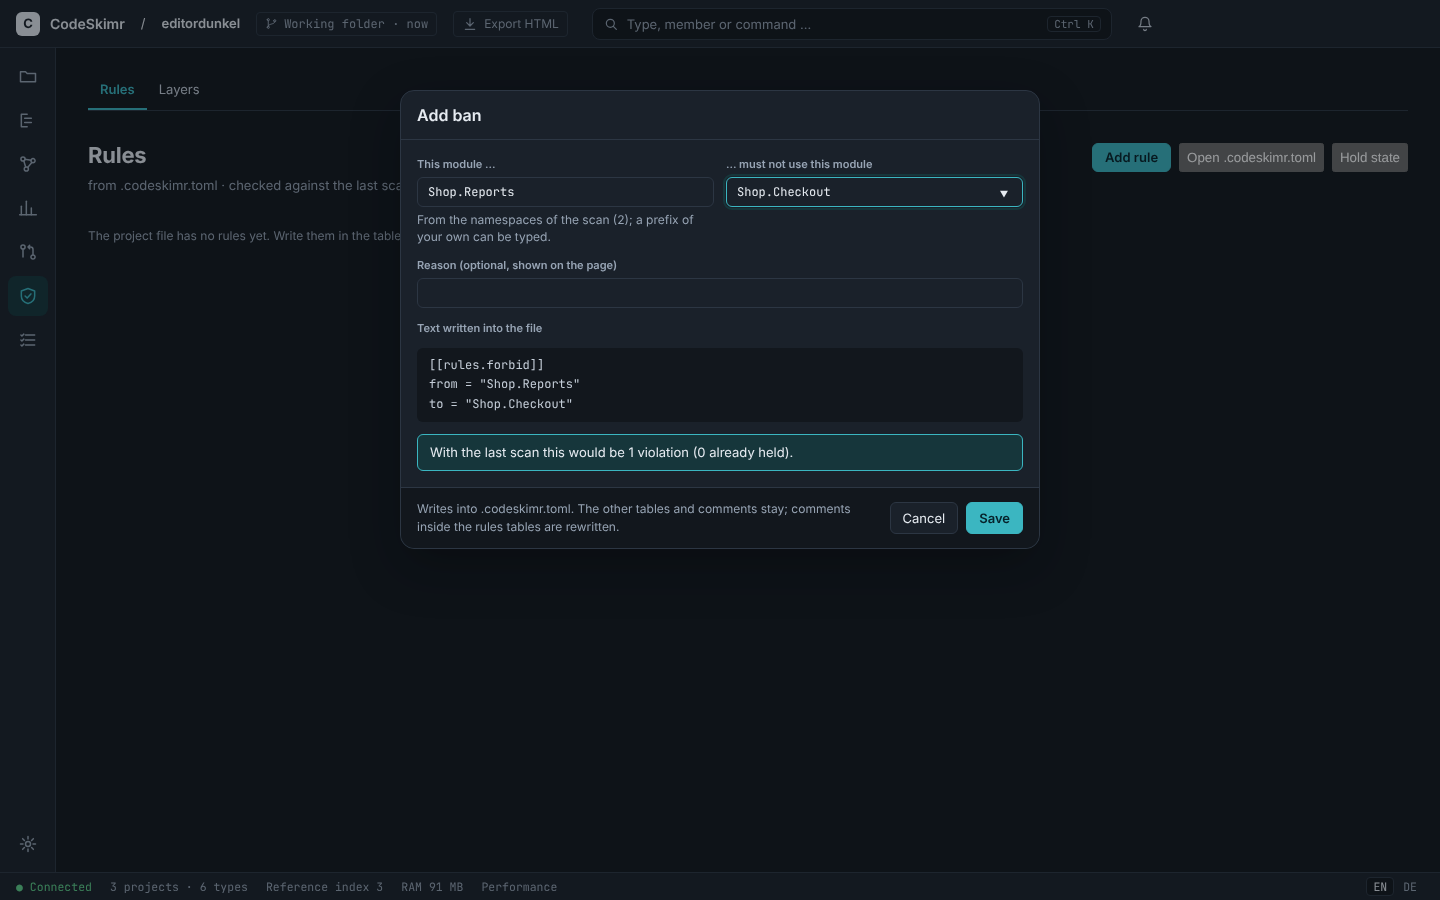 C CodeSkimr / editordunkel Working folder · now Export HTML Type, member or command ... Ctrl K
Rules Layers
Rules
from .codeskimr.toml · checked against the last sca
Add rule Open .codeskimr.toml Hold state
The project file has no rules yet. Write them in the table
Add ban
This module ...
Shop.Reports
From the namespaces of the scan (2); a prefix of
your own can be typed.
... must not use this module
Shop.Checkout
Reason (optional, shown on the page)
Text written into the file
[[rules.forbid]]
from = "Shop.Reports"
to = "Shop.Checkout"
With the last scan this would be 1 violation (0 already held).
Writes into .codeskimr.toml. The other tables and comments stay; comments
inside the rules tables are rewritten.
Cancel Save
Connected 3 projects · 6 types Reference index 3 RAM 91 MB Performance EN DE